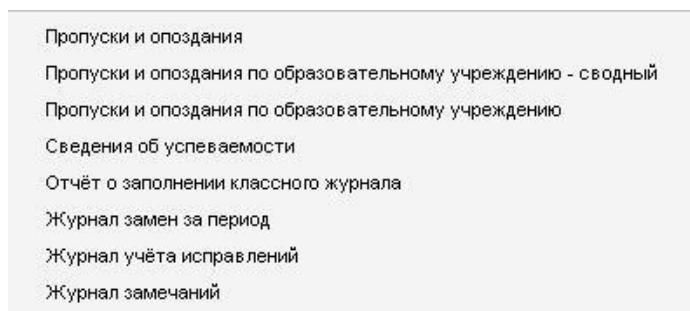 Пропуски и опоздания
Пропуски и опоздания по образовательному учреждению - сводный
Пропуски и опоздания по образовательному учреждению
Сведения об успеваемости
Отчёт о заполнении классного журнала
Журнал замен за период
Журнал учёта исправлений
Журнал замечаний